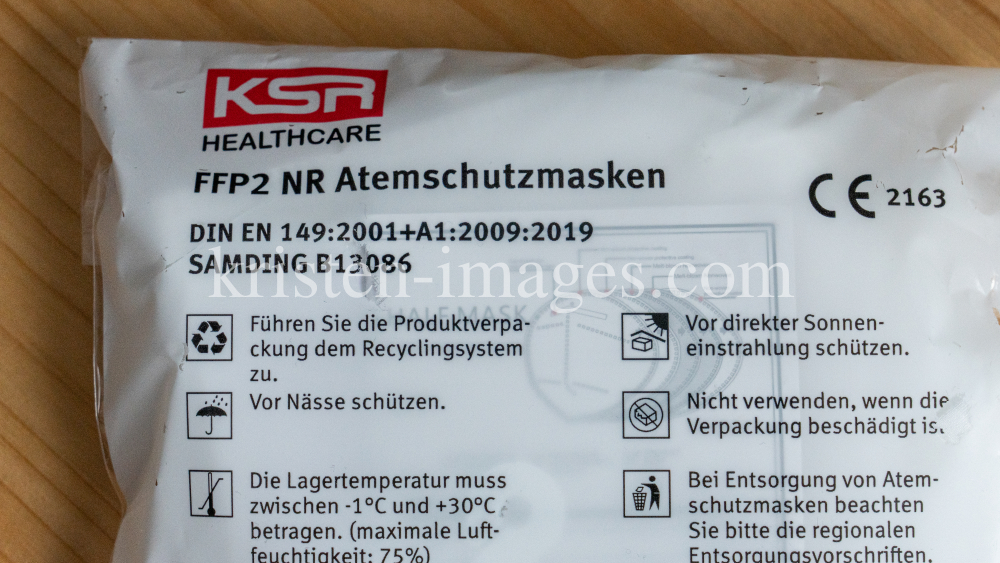 KSR
HEALTHCARE
FFP2 NR Atemschutzmasken
CE 2163
DIN EN 149:2001+A1:2009:2019
SAMDING B13086
kristen-images.com
HALF MASK
Führen Sie die Produktverpa-
ckung dem Recyclingsystem
zu.
Vor Nässe schützen.
Die Lagertemperatur muss
zwischen -1°C und +30°C
betragen. (maximale Luft-
feuchtigkeit: 75%)
Vor direkter Sonnen-
einstrahlung schützen.
Nicht verwenden, wenn die
Verpackung beschädigt ist.
Bei Entsorgung von Atem-
schutzmasken beachten
Sie bitte die regionalen
Entsorgungsvorschriften.